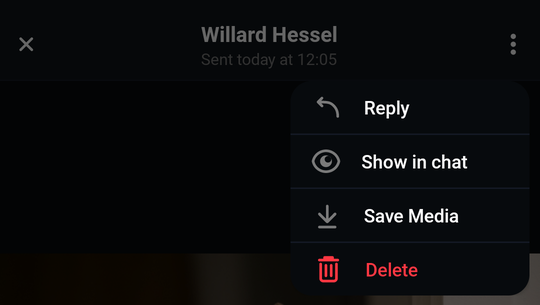 Willard Hessel
Sent today at 12:05
Reply
Show in chat
Save Media
Delete